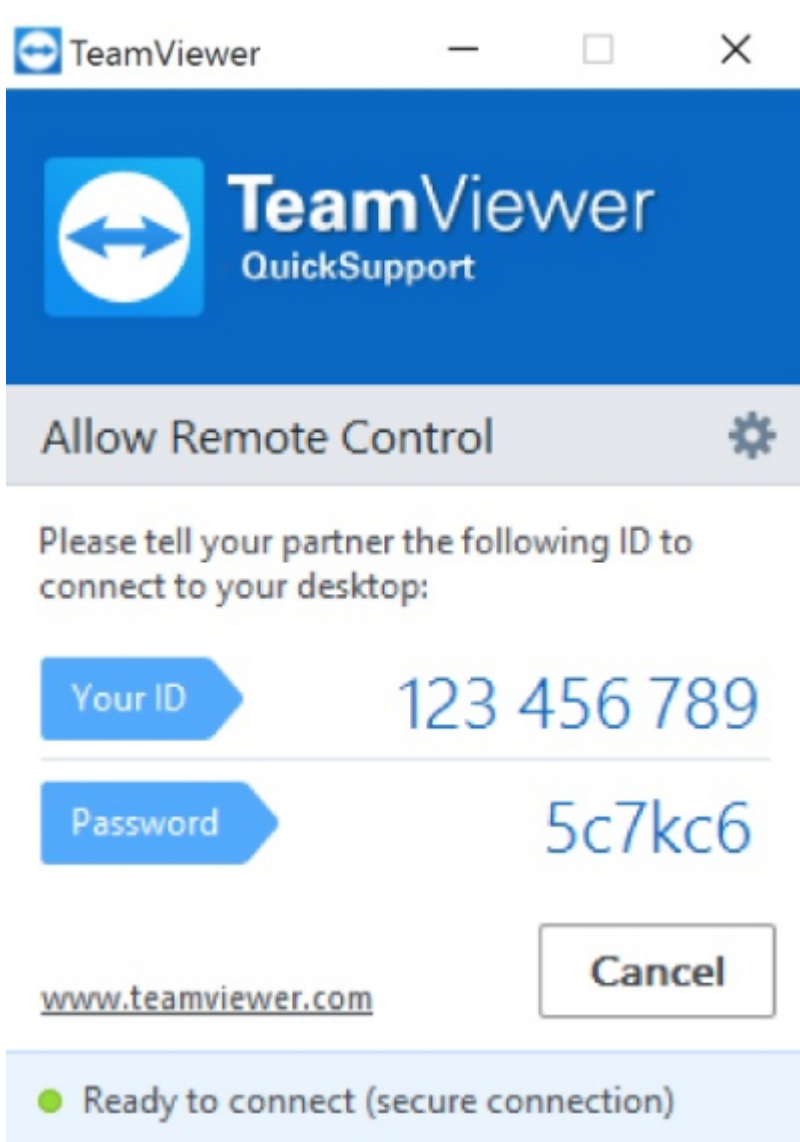 TeamViewer
TeamViewer
QuickSupport
Allow Remote Control
Please tell your partner the following ID to
connect to your desktop:
Your ID 123 456 789
Password 5c7kc6
www.teamviewer.com
Cancel
Ready to connect (secure connection)